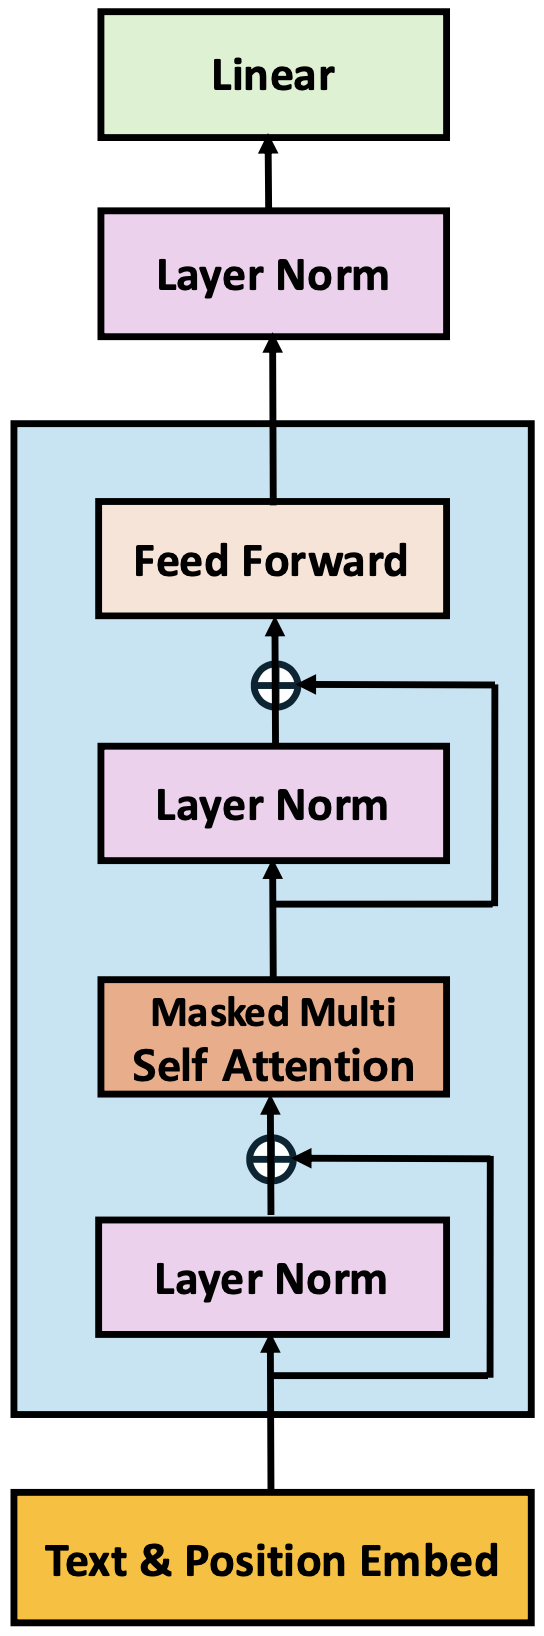 Linear
Layer Norm
Feed Forward
Layer Norm
Masked Multi
Self Attention
Layer Norm
Text & Position Embed